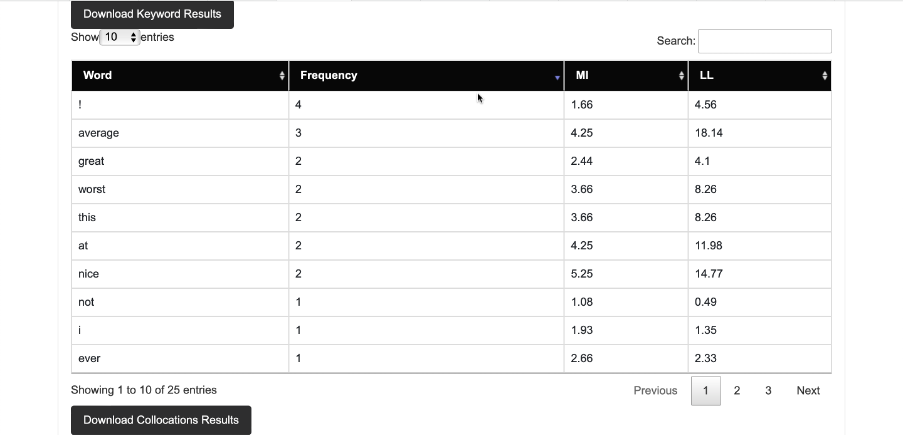 Download Keyword Results
Show 10 entries
Search:
Word Frequency MI LL
! 4 1.66 4.56
average 3 4.25 18.14
great 2 2.44 4.1
worst 2 3.66 8.26
this 2 3.66 8.26
at 2 4.25 11.98
nice 2 5.25 14.77
not 1 1.08 0.49
i 1 1.93 1.35
ever 1 2.66 2.33
Showing 1 to 10 of 25 entries
Previous 1 2 3 Next
Download Collocations Results